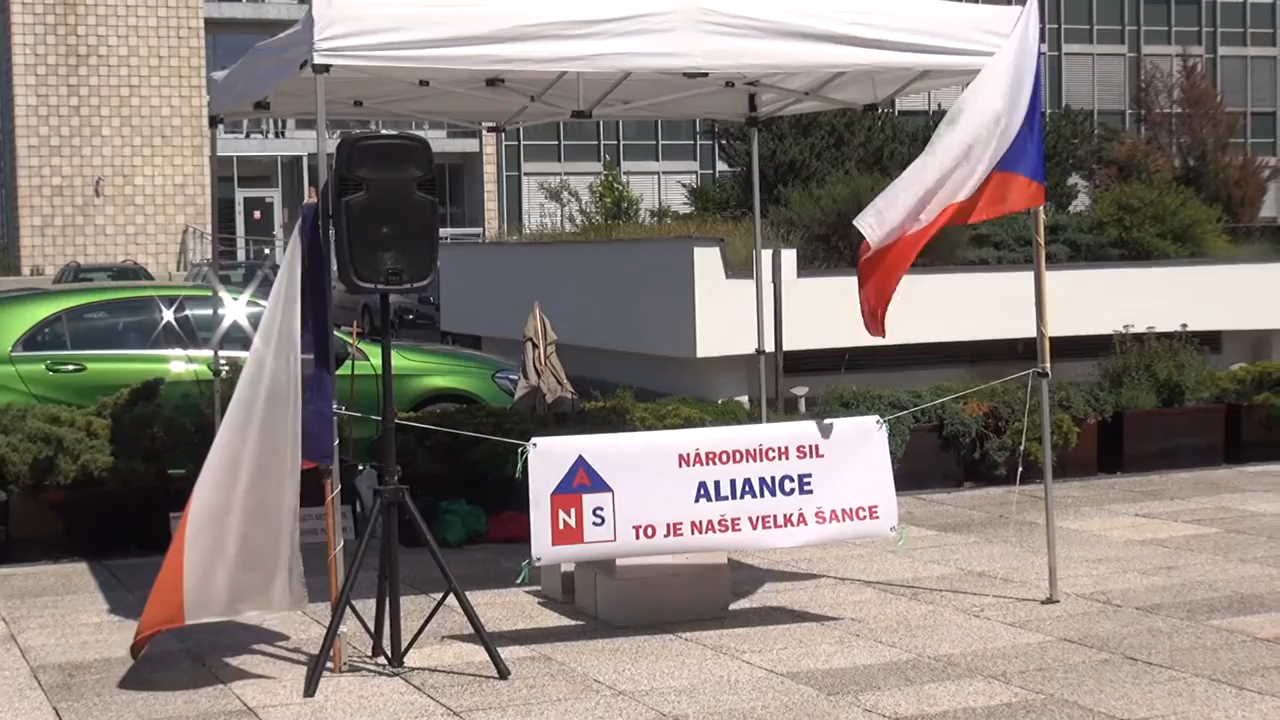 NÁRODNÍCH SIL
ALIANCE
TO JE NAŠE VELKÁ ŠANCE
A
N S